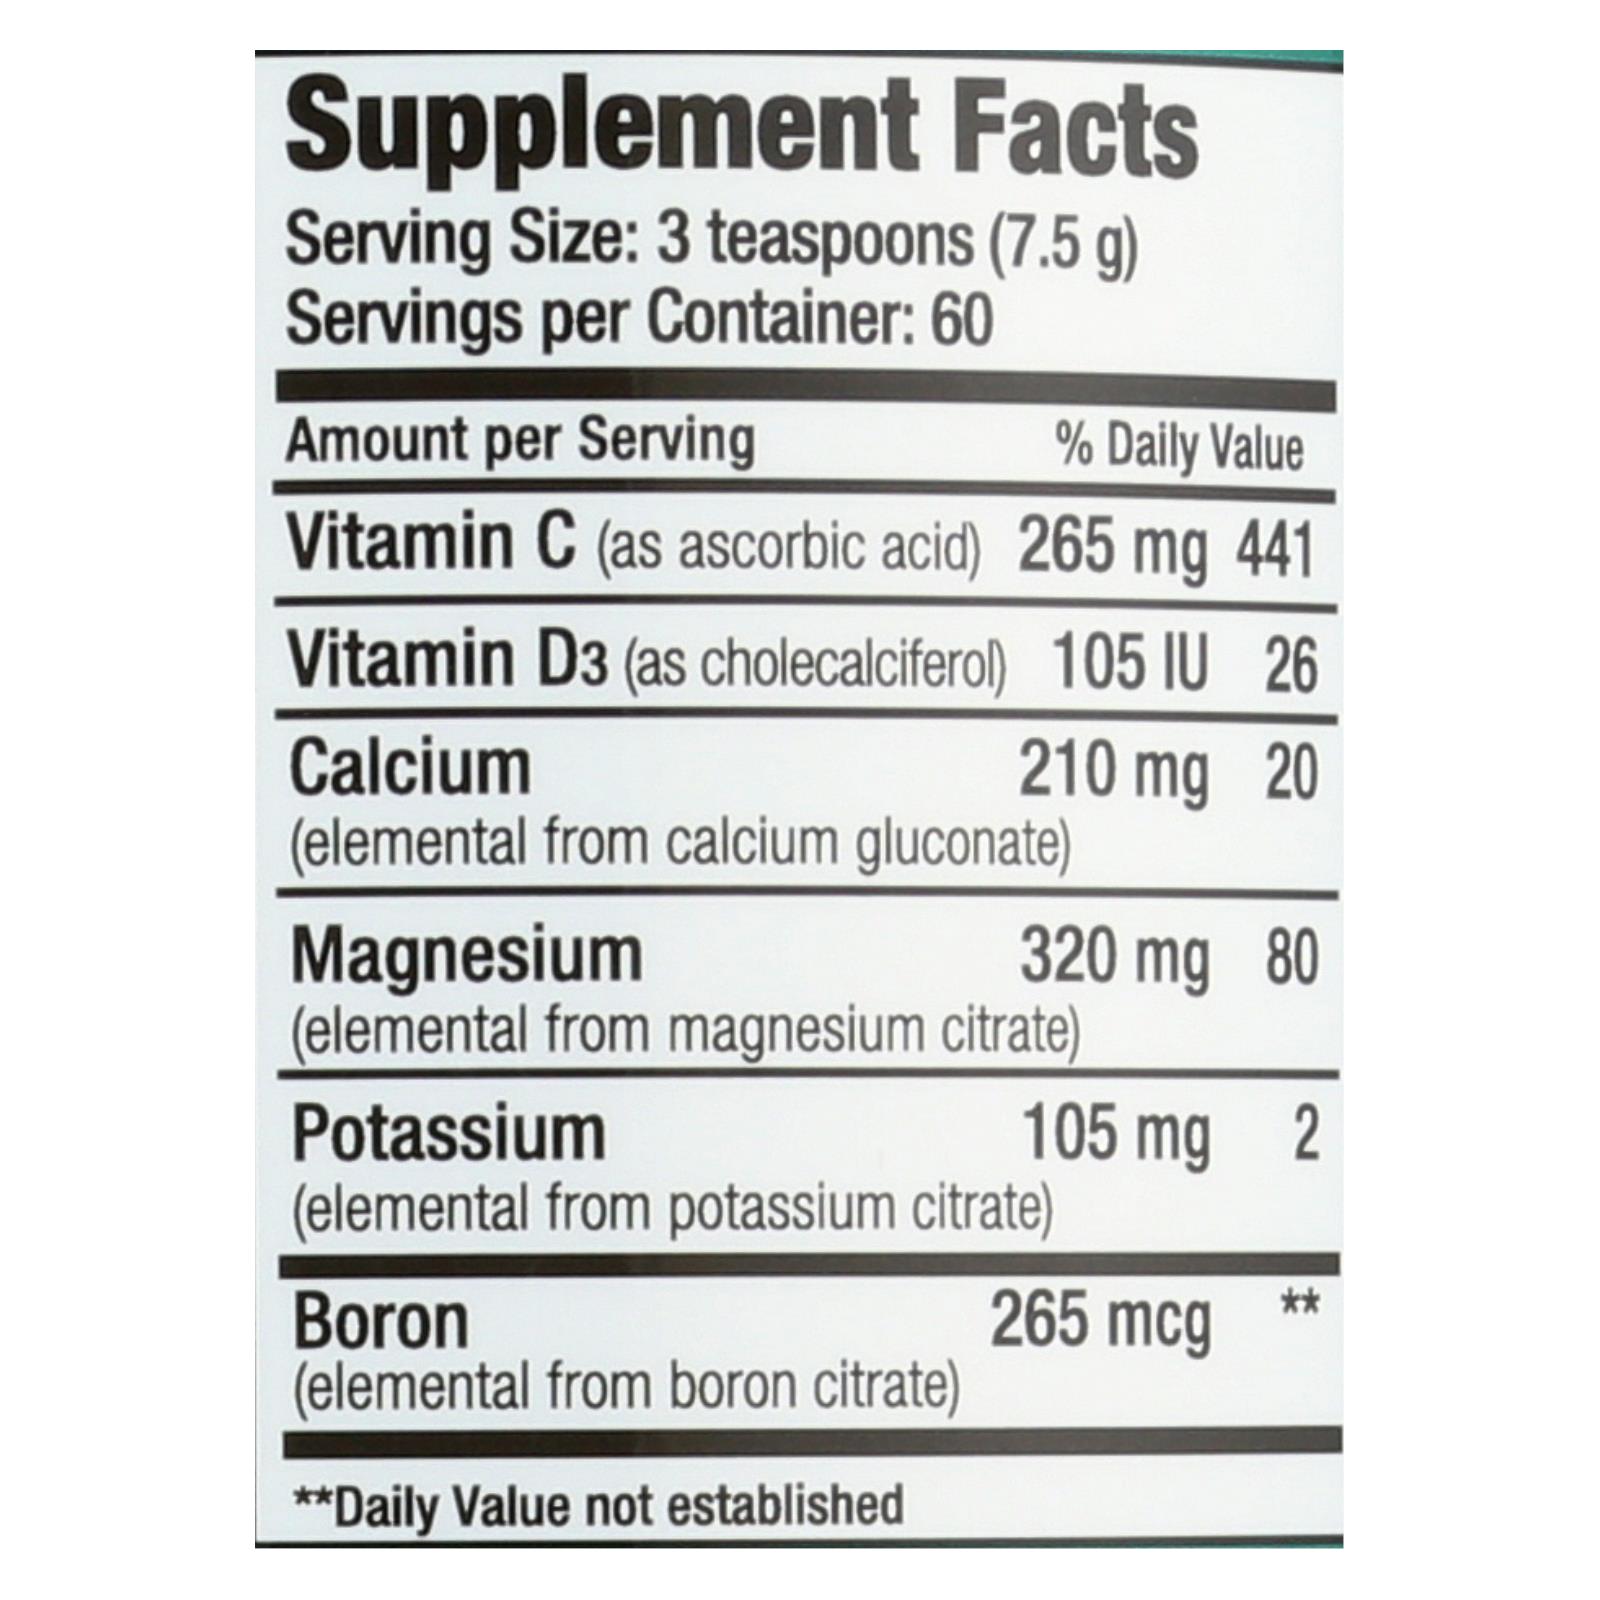 Supplement Facts
Serving Size: 3 teaspoons (7.5 g)
Servings per Container: 60
Amount per Serving % Daily Value
Vitamin C (as ascorbic acid) 265 mg 441
Vitamin D3 (as cholecalciferol) 105 IU 26
Calcium 210 mg 20
(elemental from calcium gluconate)
Magnesium 320 mg 80
(elemental from magnesium citrate)
Potassium 105 mg 2
(elemental from potassium citrate)
Boron 265 mcg **
(elemental from boron citrate)
**Daily Value not established